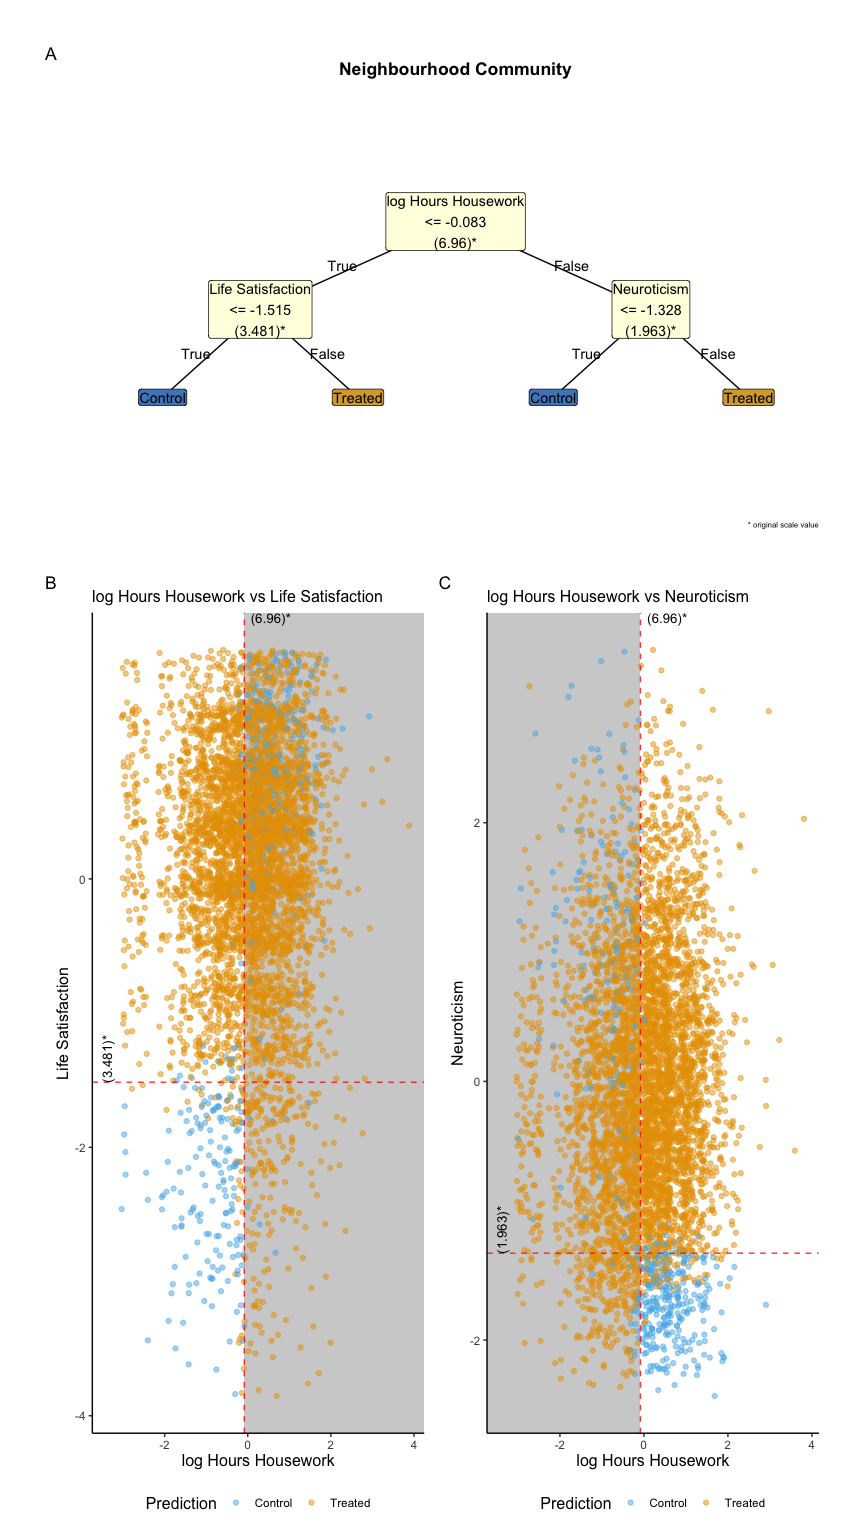 A
Neighbourhood Community
log Hours Housework
<= -0.083
(6.96)*
True
False
Life Satisfaction
<= -1.515
(3.481)*
Neuroticism
<= -1.328
(1.963)*
True
False
True
False
Control
Treated
Control
Treated
* original scale value
B
log Hours Housework vs Life Satisfaction
(6.96)*
0
-2
-4
Life Satisfaction
(3.481)*
-2
0
2
4
log Hours Housework
Prediction
Control
Treated
C
log Hours Housework vs Neuroticism
(6.96)*
2
0
-2
Neuroticism
(1.963)*
-2
0
2
4
log Hours Housework
Prediction
Control
Treated